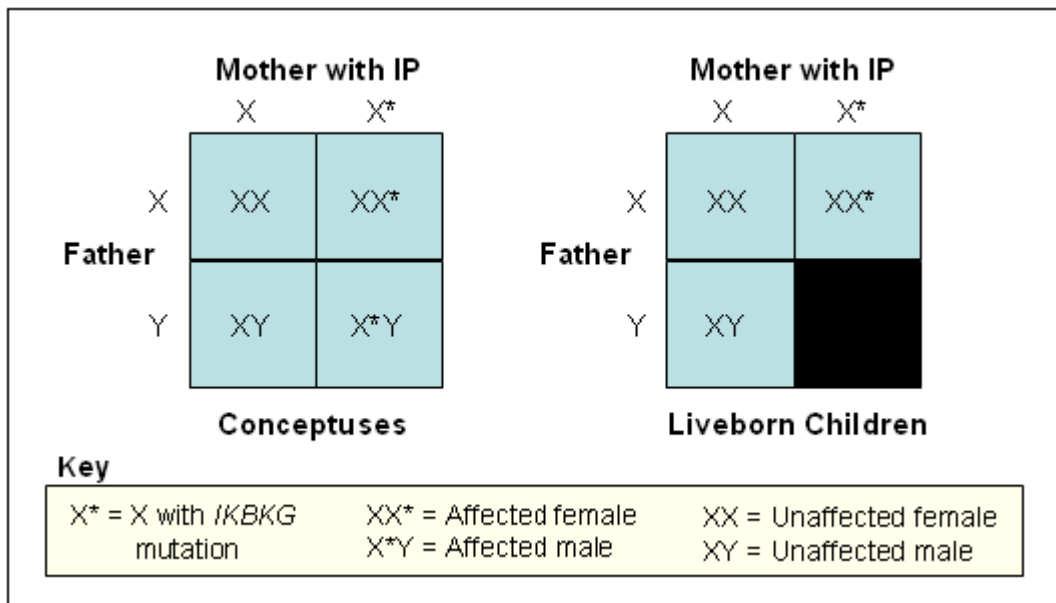 Mother with IP
X X*
X XX XX*
Father
Y XY X*Y
Conceptuses
Mother with IP
X X*
X XX XX*
Father
Y XY
Liveborn Children
Key
X* = X with IKBKG
mutation
XX* = Affected female
X*Y = Affected male
XX = Unaffected female
XY = Unaffected male